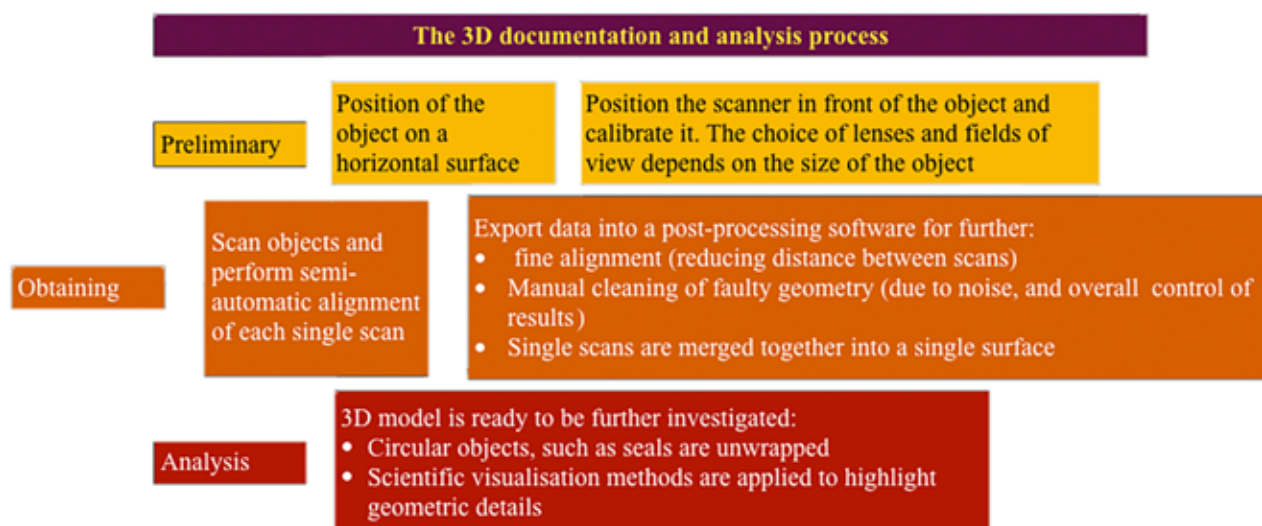 The 3D documentation and analysis process
Preliminary
Position of the
object on a
horizontal surface
Position the scanner in front of the object and
calibrate it. The choice of lenses and fields of
view depends on the size of the object
Obtaining
Scan objects and
perform semi-
automatic alignment
of each single scan
Export data into a post-processing software for further:
• fine alignment (reducing distance between scans)
• Manual cleaning of faulty geometry (due to noise, and overall control of
results)
• Single scans are merged together into a single surface
Analysis
3D model is ready to be further investigated:
• Circular objects, such as seals are unwrapped
• Scientific visualisation methods are applied to highlight
geometric details